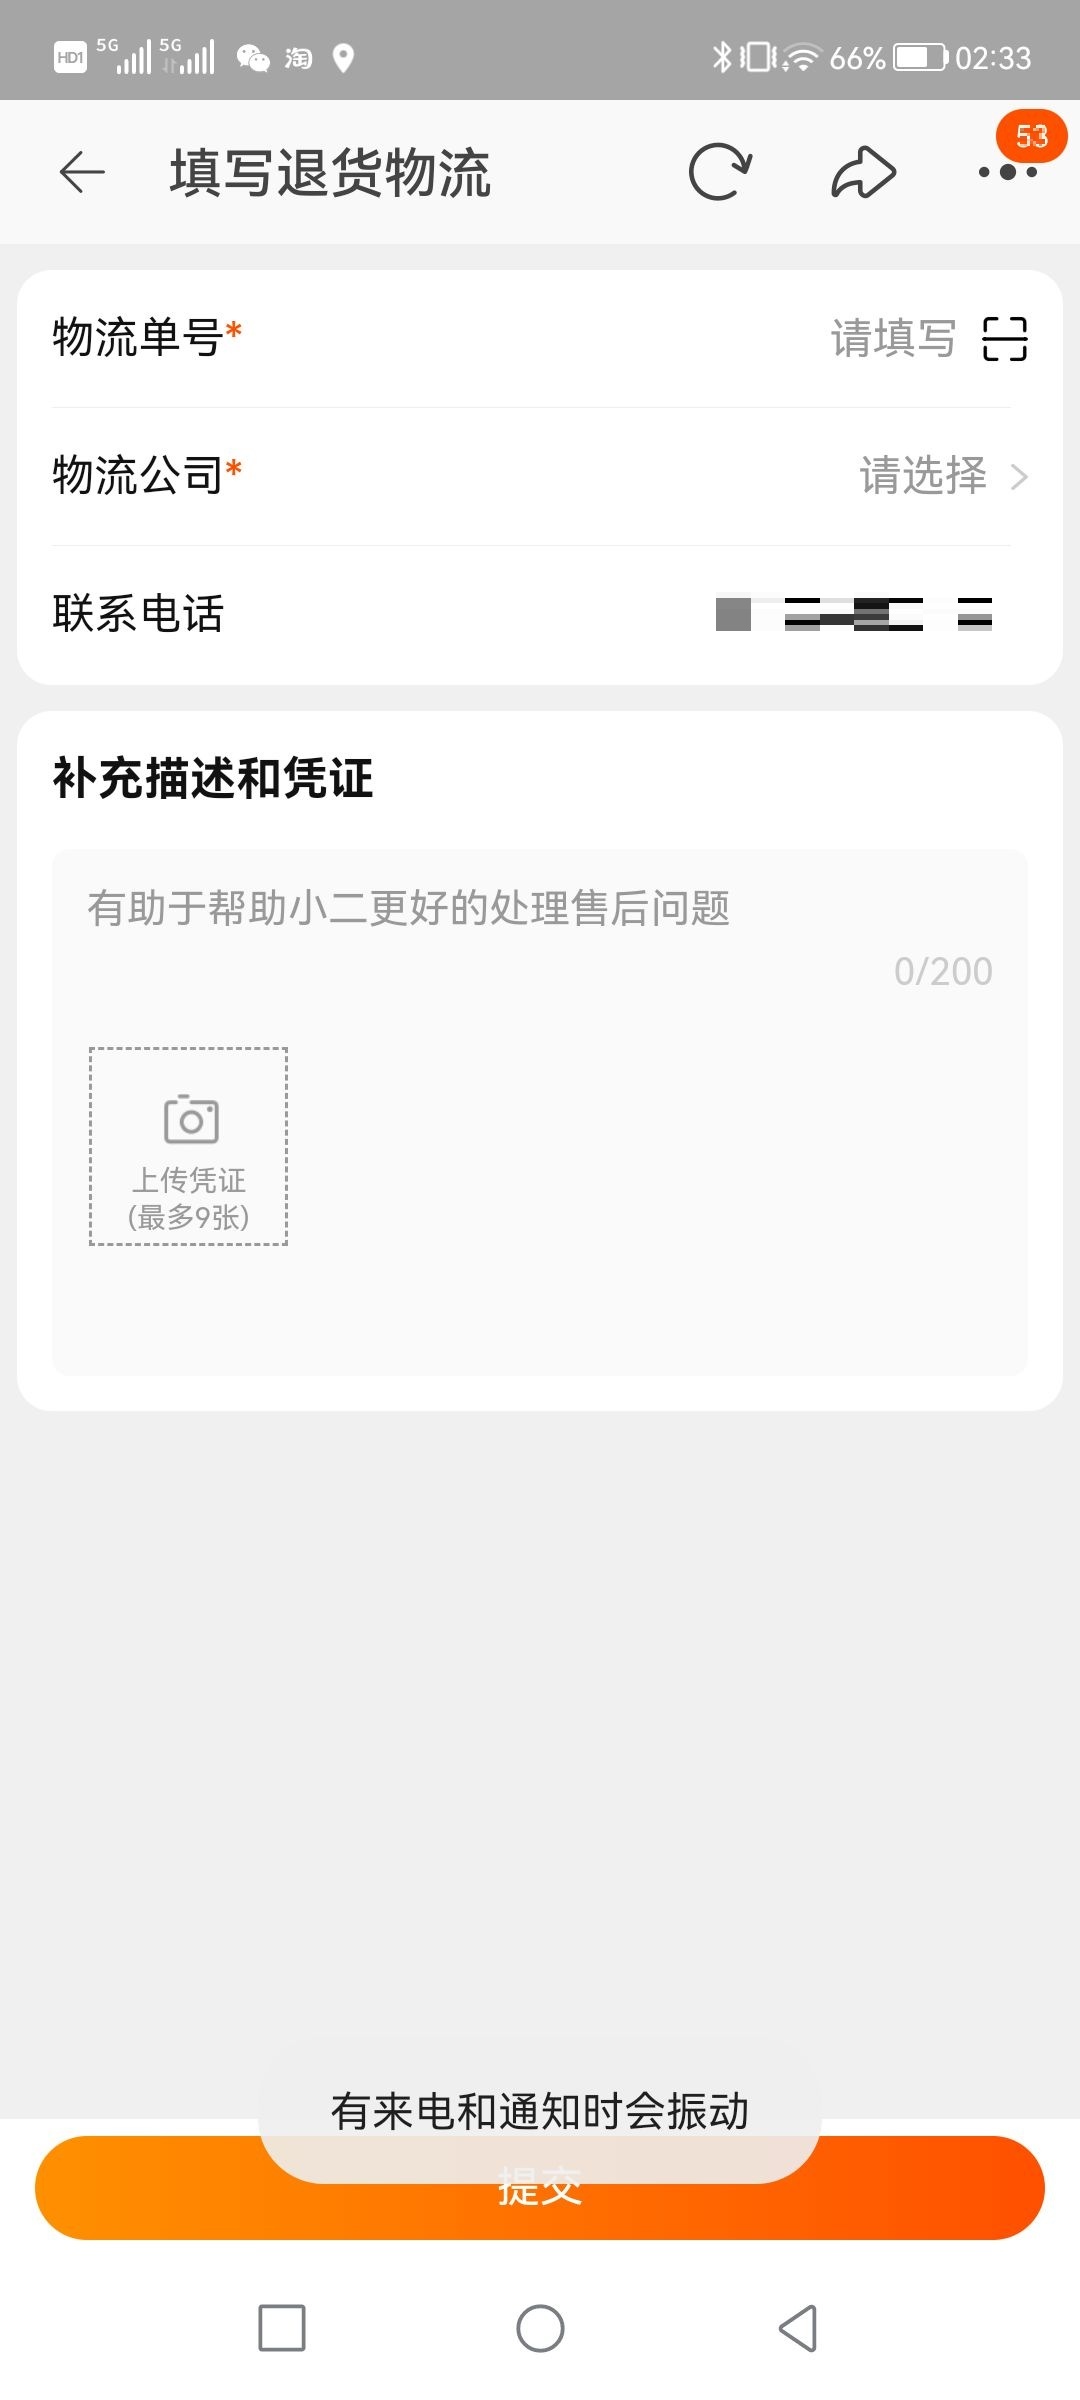 HD1 5G 5G 淘 66% 02:33
53
填写退货物流
物流单号* 请填写
物流公司* 请选择
联系电话
补充描述和凭证
有助于帮助小二更好的处理售后问题
0/200
上传凭证
(最多9张)
有来电和通知时会振动
提交